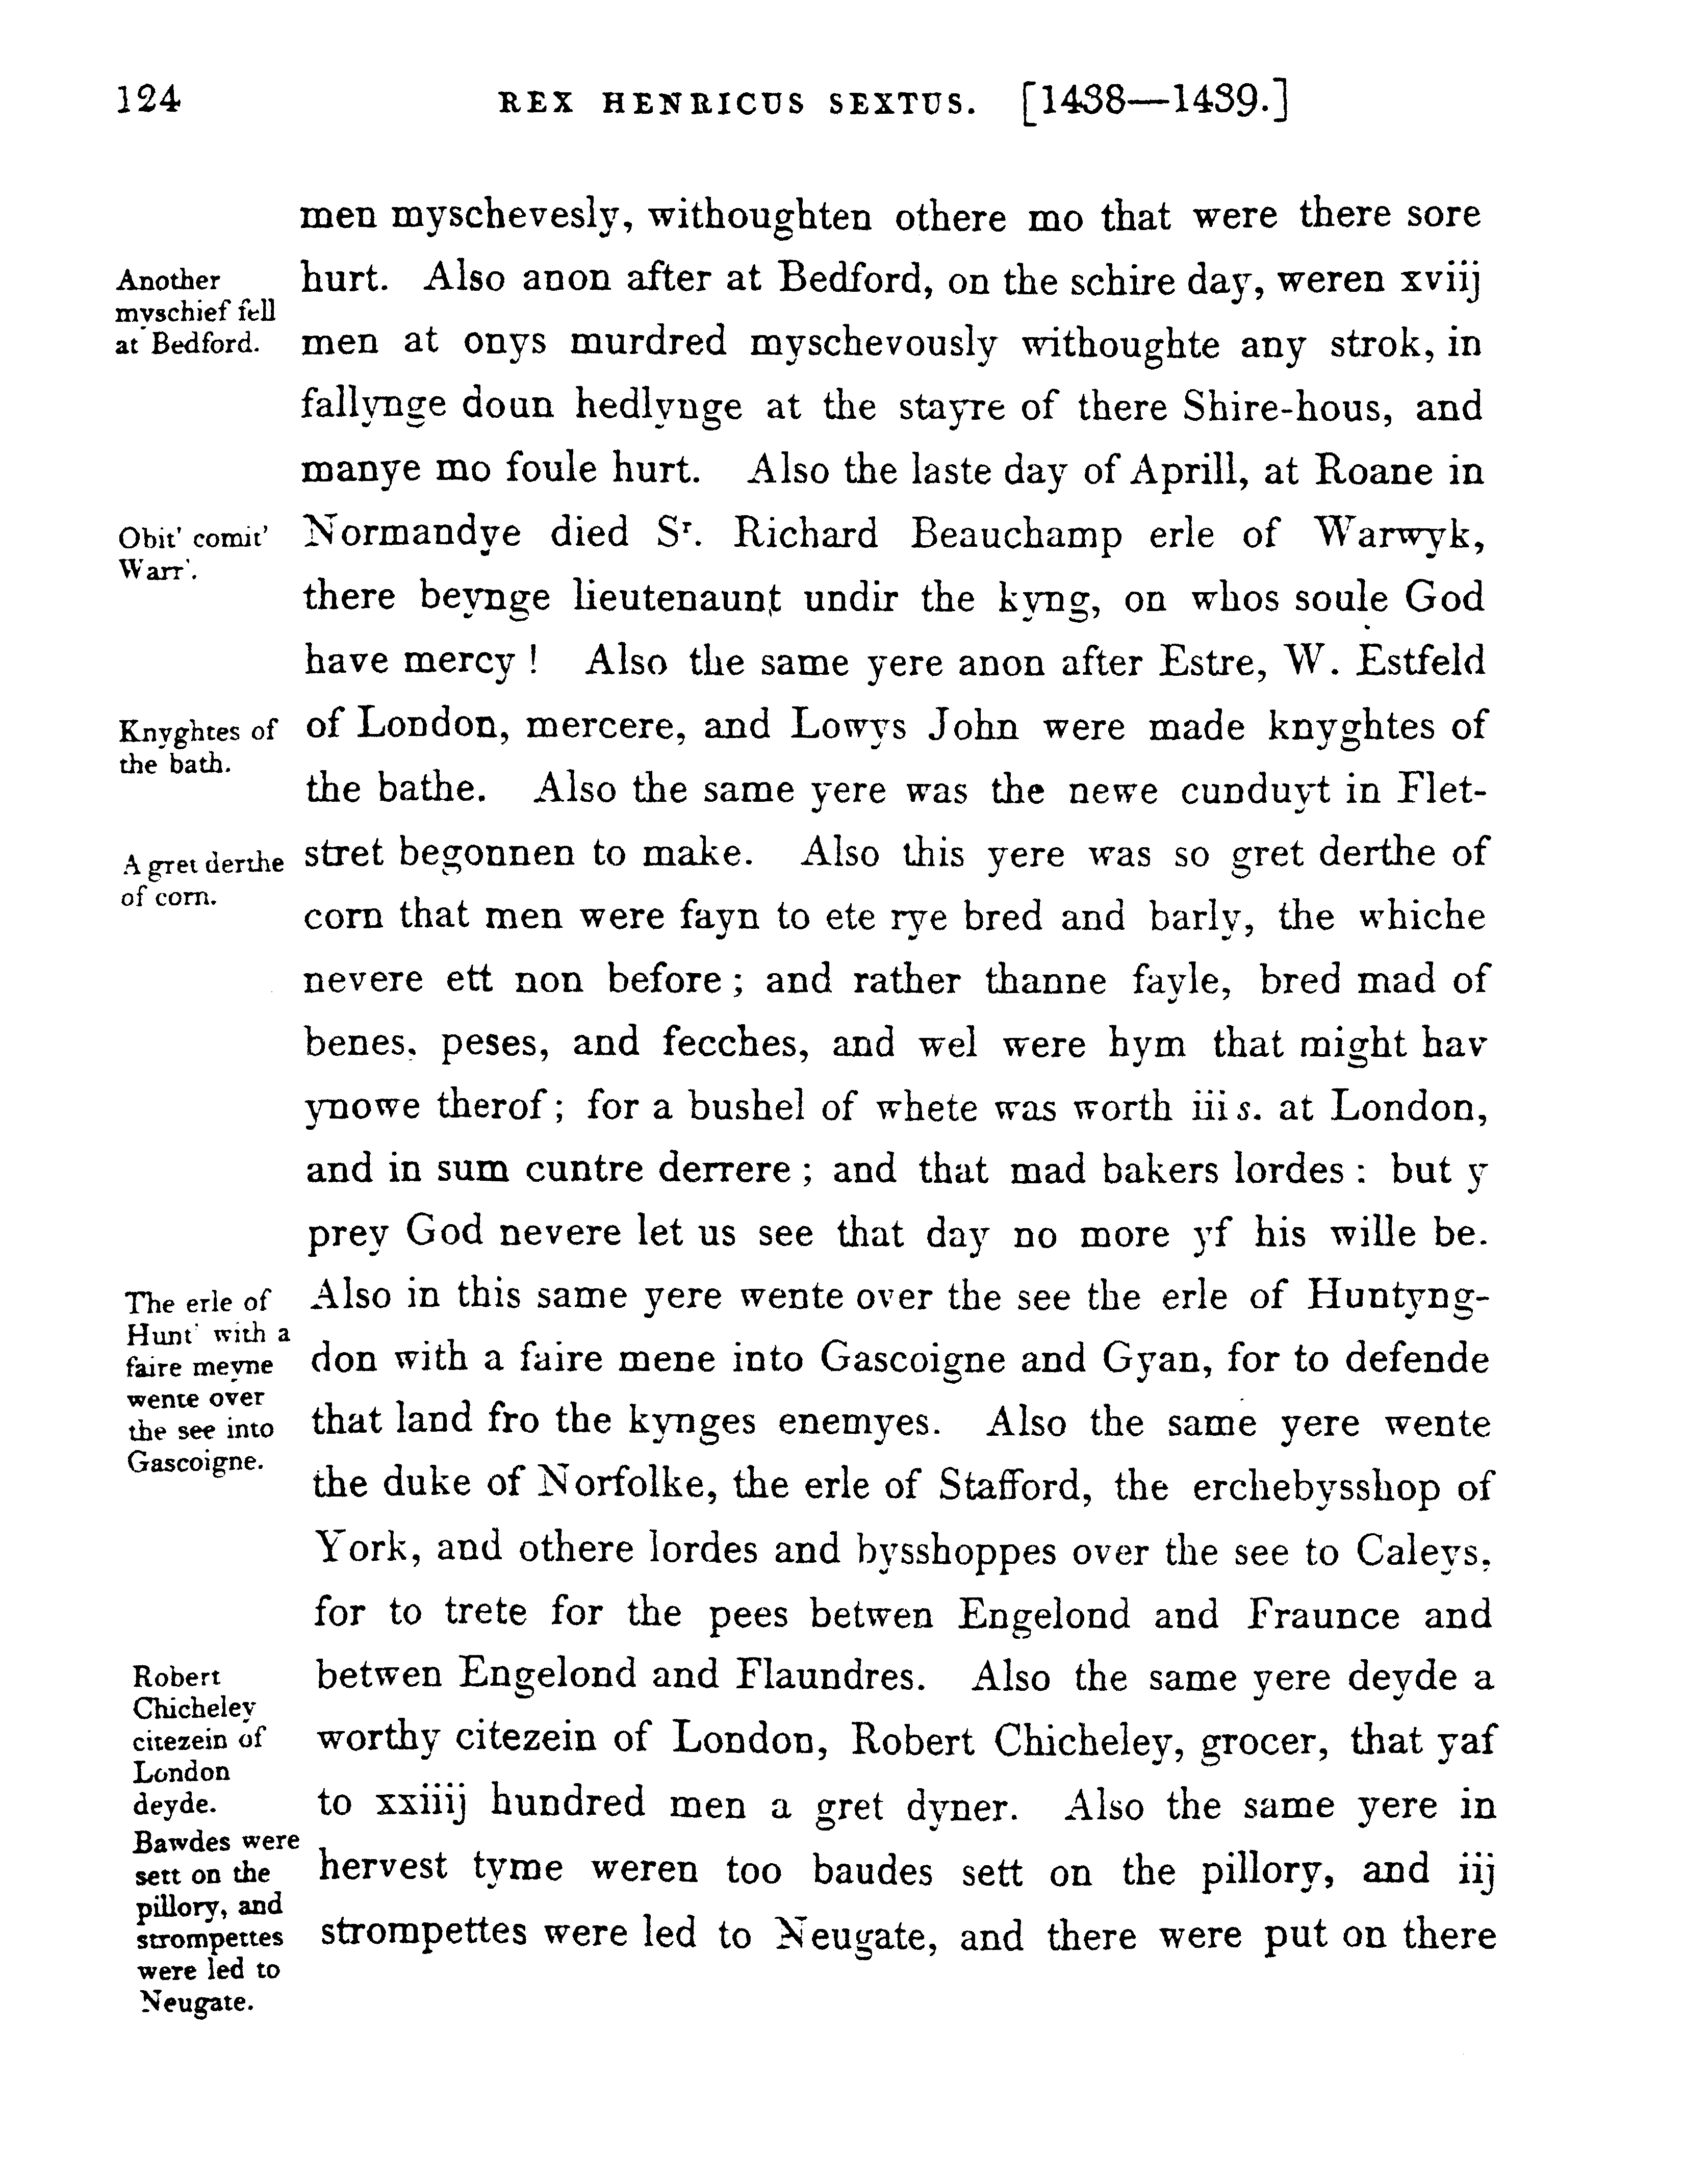 124 REX HENRICUS SEXTUS. [1438—1439.]
men myschevesly, withoughten othere mo that were there sore
Another
myschief fell
at Bedford.
hurt. Also anon after at Bedford, on the schire day, weren xviij
men at onys murdred myschevously withoughte any strok, in
fallynge doun hedlynge at the stayre of there Shire-hous, and
manye mo foule hurt. Also the laste day of Aprill, at Roane in
Obit' comit'
Warr'.
Normandye died Sr. Richard Beauchamp erle of Warwyk,
there beynge lieutenaunt undir the kyng, on whos soule God
have mercy! Also the same yere anon after Estre, W. Estfeld
Knyghtes of
the bath.
of London, mercere, and Lowys John were made knyghtes of
the bathe. Also the same yere was the newe cunduyt in Flet-
A gret derthe
of corn.
stret begonnen to make. Also this yere was so gret derthe of
corn that men were fayn to ete rye bred and barly, the whiche
nevere ett non before; and rather thanne fayle, bred mad of
benes, peses, and fecches, and wel were hym that might hav
ynowe therof; for a bushel of whete was worth iii s. at London,
and in sum cuntre derrere; and that mad bakers lordes: but y
prey God nevere let us see that day no more yf his wille be.
The erle of
Hunt' with a
faire meyne
wente over
the see into
Gascoigne.
Also in this same yere wente over the see the erle of Huntyng-
don with a faire mene into Gascoigne and Gyan, for to defende
that land fro the kynges enemyes. Also the same yere wente
the duke of Norfolke, the erle of Stafford, the erchebysshop of
York, and othere lordes and bysshoppes over the see to Caleys,
for to trete for the pees betwen Engelond and Fraunce and
Robert
Chicheley
citezein of
London
deyde.
betwen Engelond and Flaundres. Also the same yere deyde a
worthy citezein of London, Robert Chicheley, grocer, that yaf
to xxiiij hundred men a gret dyner. Also the same yere in
Bawdes were
sett on the
pillory, and
strompettes
were led to
Neugate.
hervest tyme weren too baudes sett on the pillory, and iij
strompettes were led to Neugate, and there were put on there